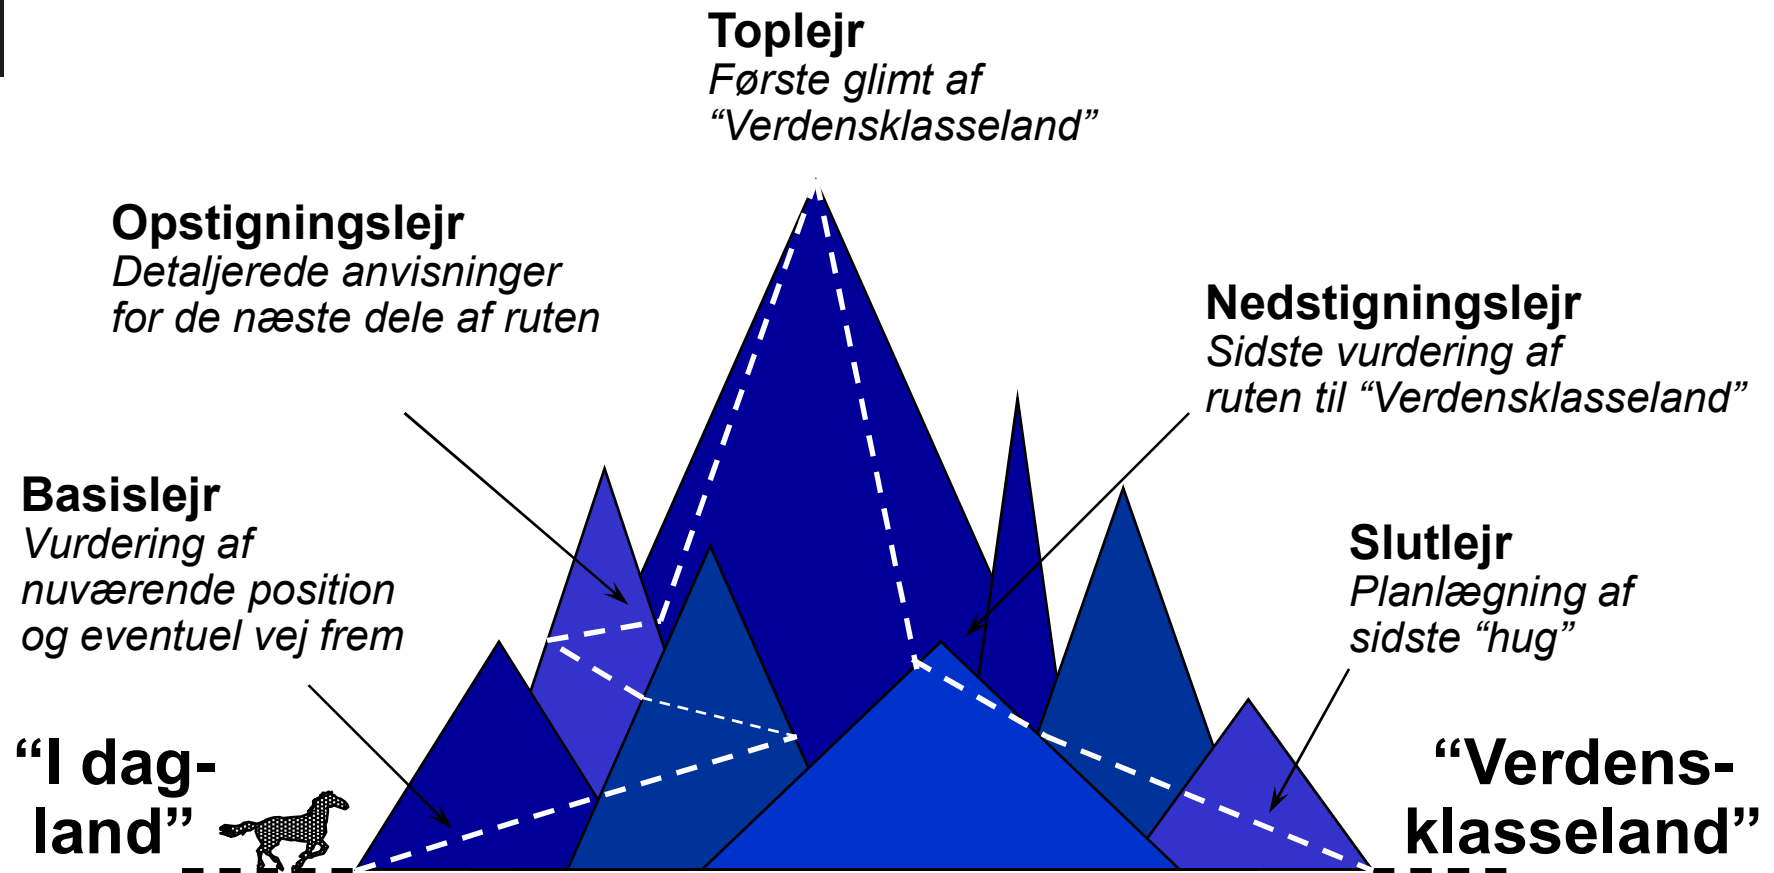 Toplejr
Første glimt af
“Verdensklasseland”
Opstigningslejr
Detaljerede anvisninger
for de næste dele af ruten
Nedstigningslejr
Sidste vurdering af
ruten til “Verdensklasseland”
Basislejr
Vurdering af
nuværende position
og eventuel vej frem
Slutlejr
Planlægning af
sidste “hug”
“I dag-
land”
“Verdens-
klasseland”